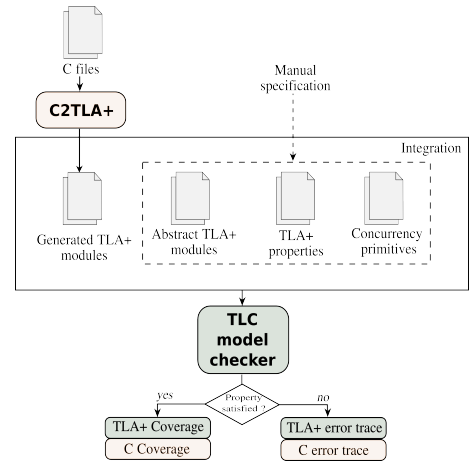 C files
Manual
specification
C2TLA+
Integration
Generated TLA+
modules
Abstract TLA+
modules
TLA+
properties
Concurrency
primitives
TLC
model
checker
Property
satisfied ?
yes
no
TLA+ Coverage
C Coverage
TLA+ error trace
C error trace